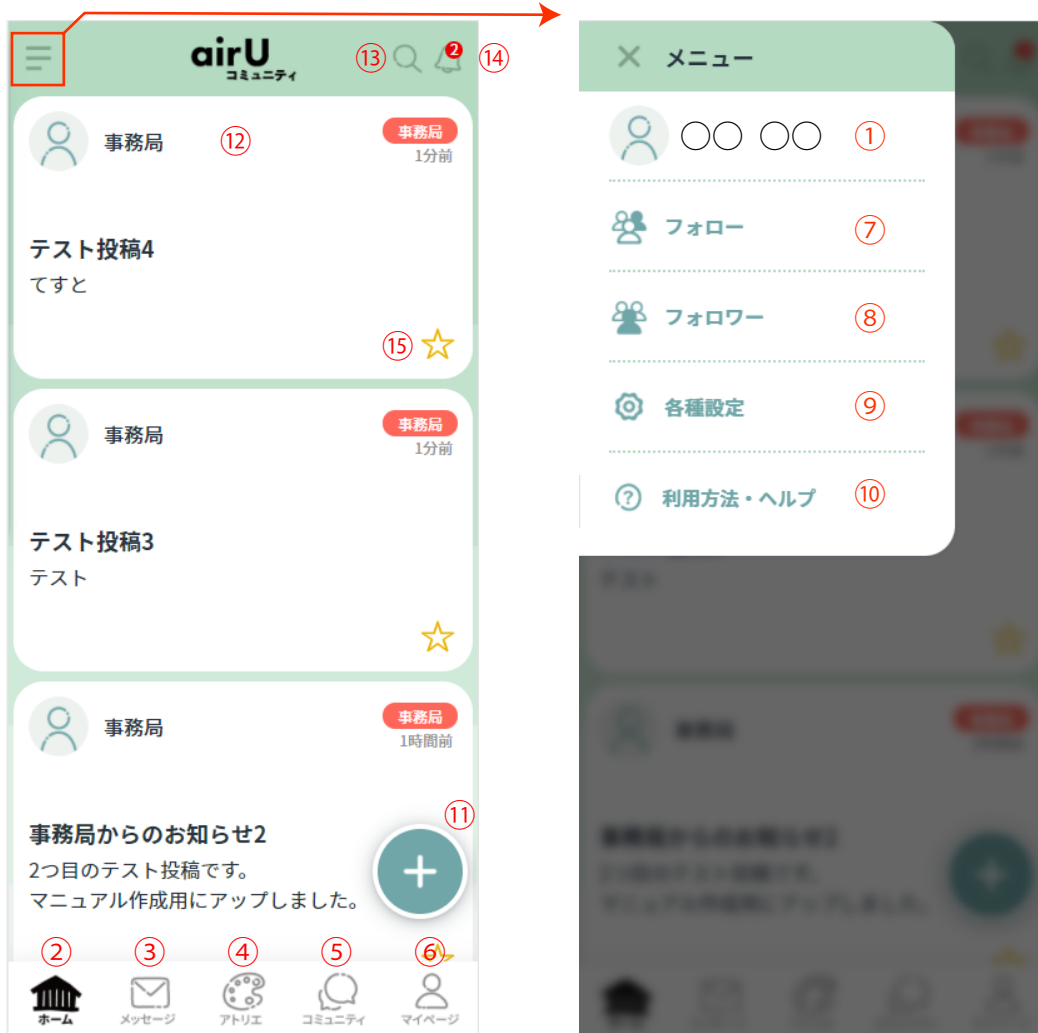 airU
コミュニティ
⑬
2
⑭
事務局
⑫
事務局
1分前
テスト投稿4
てすと
⑮
事務局
事務局
1分前
テスト投稿3
テスト
事務局
事務局
1時間前
⑪
事務局からのお知らせ2
2つ目のテスト投稿です。
マニュアル作成用にアップしました。
②
③
④
⑤
⑥
ホーム
メッセージ
アトリエ
コミュニティ
マイページ
メニュー
〇〇 〇〇
①
フォロー
⑦
フォロワー
⑧
各種設定
⑨
利用方法・ヘルプ
⑩